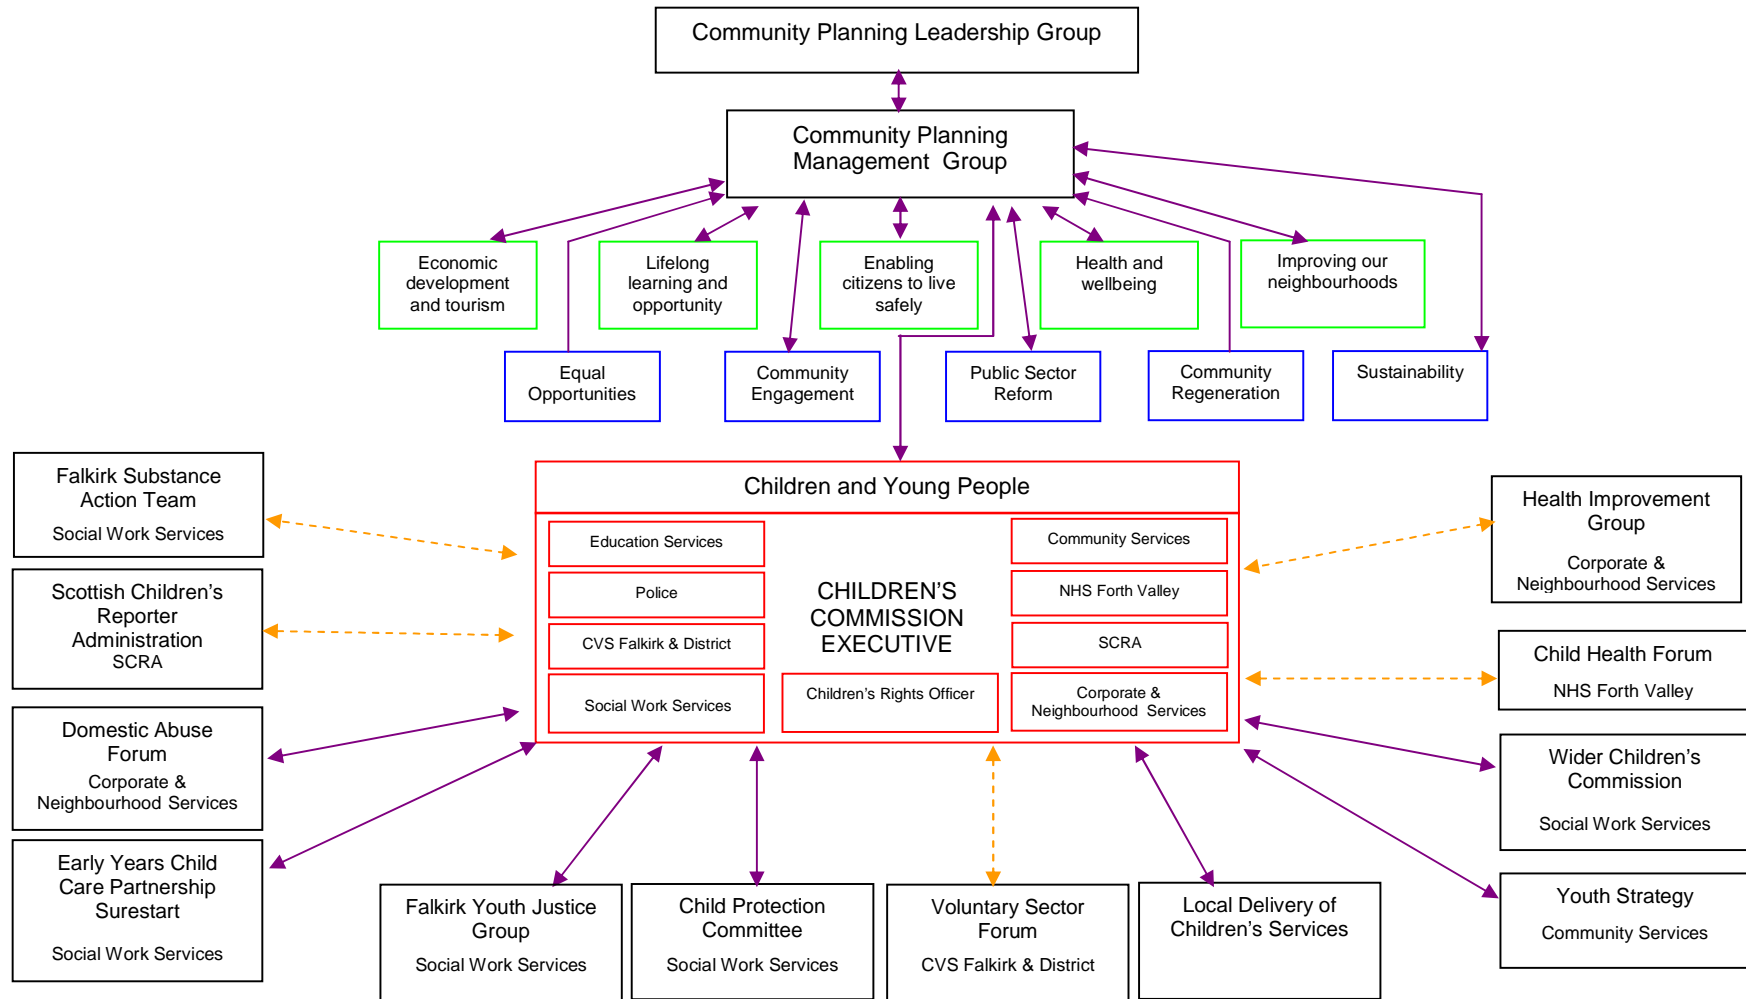 Community Planning Leadership Group
Community Planning
Management Group
Economic
development
and tourism
Lifelong
learning and
opportunity
Enabling
citizens to live
safely
Health and
wellbeing
Improving our
neighbourhoods
Equal
Opportunities
Community
Engagement
Public Sector
Reform
Community
Regeneration
Sustainability
Children and Young People
Education Services
Police
CVS Falkirk & District
Social Work Services
CHILDREN’S
COMMISSION
EXECUTIVE
Children’s Rights Officer
Community Services
NHS Forth Valley
SCRA
Corporate &
Neighbourhood Services
Falkirk Substance
Action Team
Social Work Services
Scottish Children’s
Reporter
Administration
SCRA
Domestic Abuse
Forum
Corporate &
Neighbourhood Services
Early Years Child
Care Partnership
Surestart
Social Work Services
Falkirk Youth Justice
Group
Social Work Services
Child Protection
Committee
Social Work Services
Voluntary Sector
Forum
CVS Falkirk & District
Local Delivery of
Children’s Services
Health Improvement
Group
Corporate &
Neighbourhood Services
Child Health Forum
NHS Forth Valley
Wider Children’s
Commission
Social Work Services
Youth Strategy
Community Services